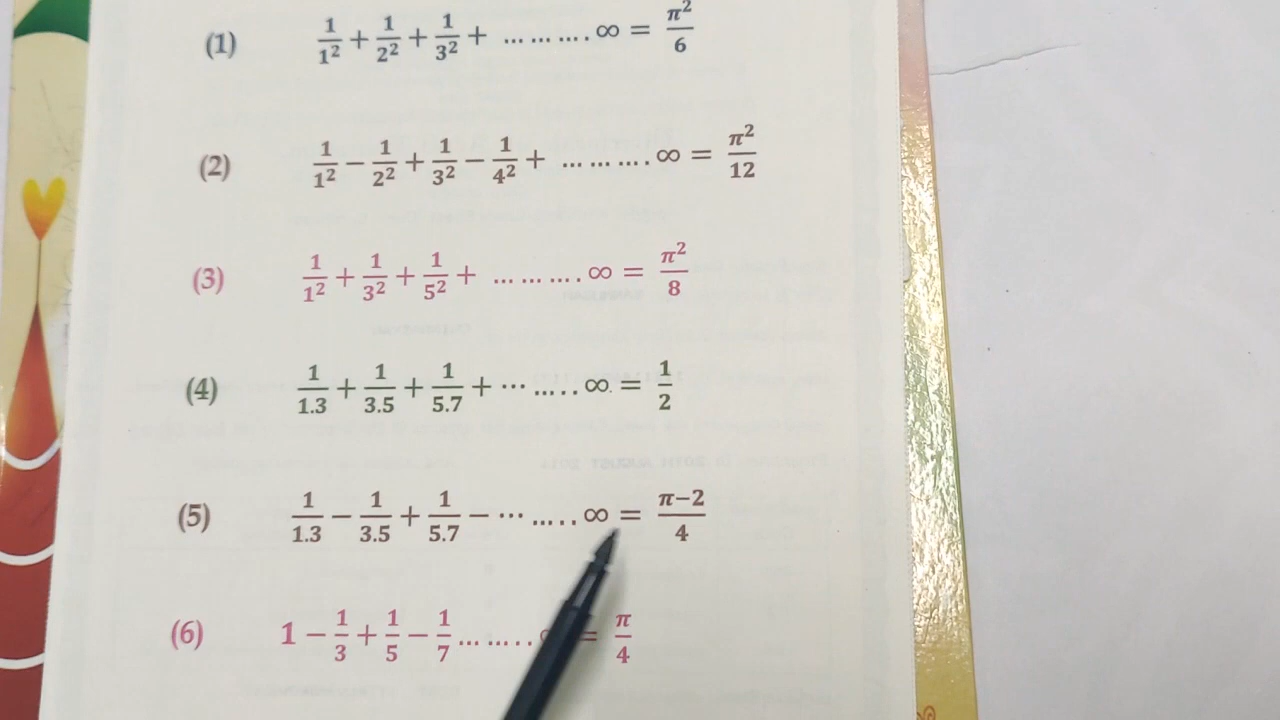 (1) 1/1² + 1/2² + 1/3² + ... ... ... . ∞ = π²/6
(2) 1/1² − 1/2² + 1/3² − 1/4² + ... ... ... . ∞ = π²/12
(3) 1/1² + 1/3² + 1/5² + ... ... ... . ∞ = π²/8
(4) 1/1.3 + 1/3.5 + 1/5.7 + ⋯ ... . . ∞. = 1/2
(5) 1/1.3 − 1/3.5 + 1/5.7 − ⋯ ... . . ∞ = π−2/4
(6) 1 − 1/3 + 1/5 − 1/7 ... ... . . ∞ = π/4